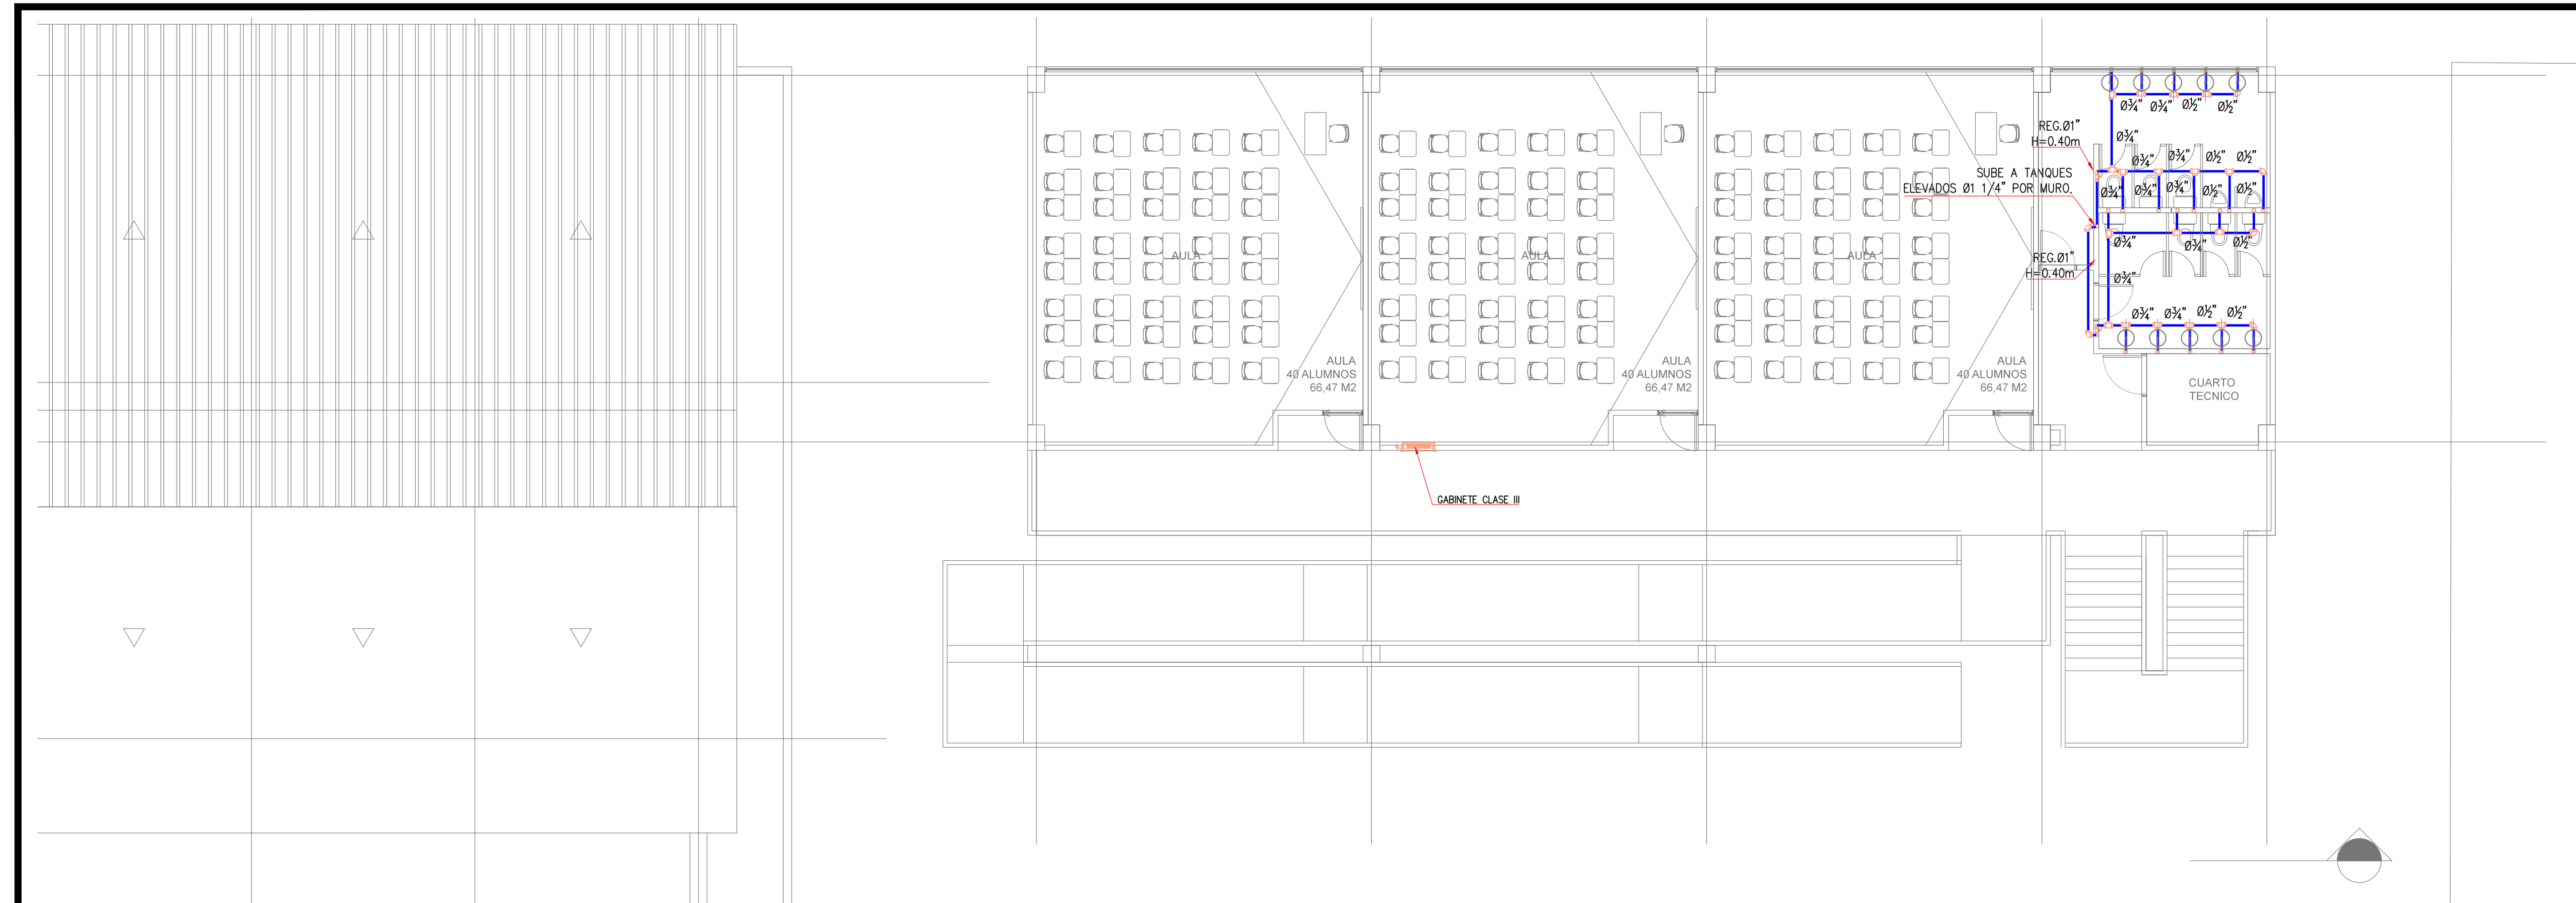 Ø¾" Ø¾" Ø½" Ø½"
REG.Ø1"
H=0.40m
Ø¾"
Ø¾" Ø¾" Ø½" Ø½"
SUBE A TANQUES
ELEVADOS Ø1 1/4" POR MURO.
Ø¾" Ø¾" Ø¾" Ø½" Ø½"
Ø¾" Ø¾" Ø½"
AULA
AULA
AULA
REG.Ø1"
H=0.40m
Ø¾"
Ø¾" Ø¾" Ø½" Ø½"
AULA
40 ALUMNOS
66,47 M2
AULA
40 ALUMNOS
66,47 M2
AULA
40 ALUMNOS
66,47 M2
CUARTO
TECNICO
GABINETE CLASE III